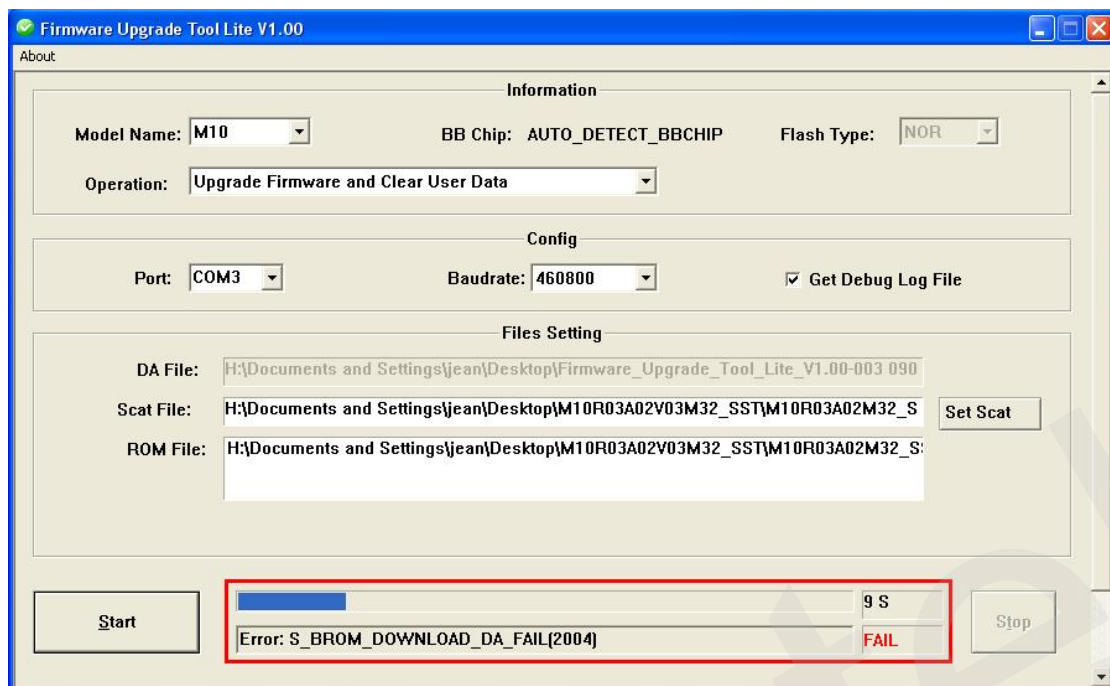 Firmware Upgrade Tool Lite V1.00
About
Information
Model Name: M10 BB Chip: AUTO_DETECT_BBCHIP Flash Type: NOR
Operation: Upgrade Firmware and Clear User Data
Config
Port: COM3 Baudrate: 460800 Get Debug Log File
Files Setting
DA File: H:\Documents and Settings\jean\Desktop\Firmware_Upgrade_Tool_Lite_V1.00-003 090
Scat File: H:\Documents and Settings\jean\Desktop\M10R03A02V03M32_SST\M10R03A02M32_S Set Scat
ROM File: H:\Documents and Settings\jean\Desktop\M10R03A02V03M32_SST\M10R03A02M32_S
9 S
Start Stop
Error: S_BROM_DOWNLOAD_DA_FAIL(2004) FAIL